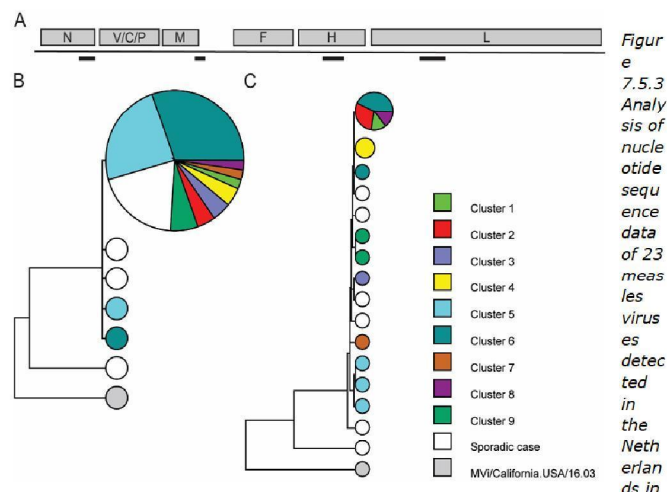 A
N V/C/P M F H L
B
C
Cluster 1
Cluster 2
Cluster 3
Cluster 4
Cluster 5
Cluster 6
Cluster 7
Cluster 8
Cluster 9
Sporadic case
MVi/California.USA/16.03
Figur
e
7.5.3
Analy
sis of
nucle
otide
sequ
ence
data
of 23
meas
les
virus
es
detec
ted
in
the
Neth
erlan
ds in